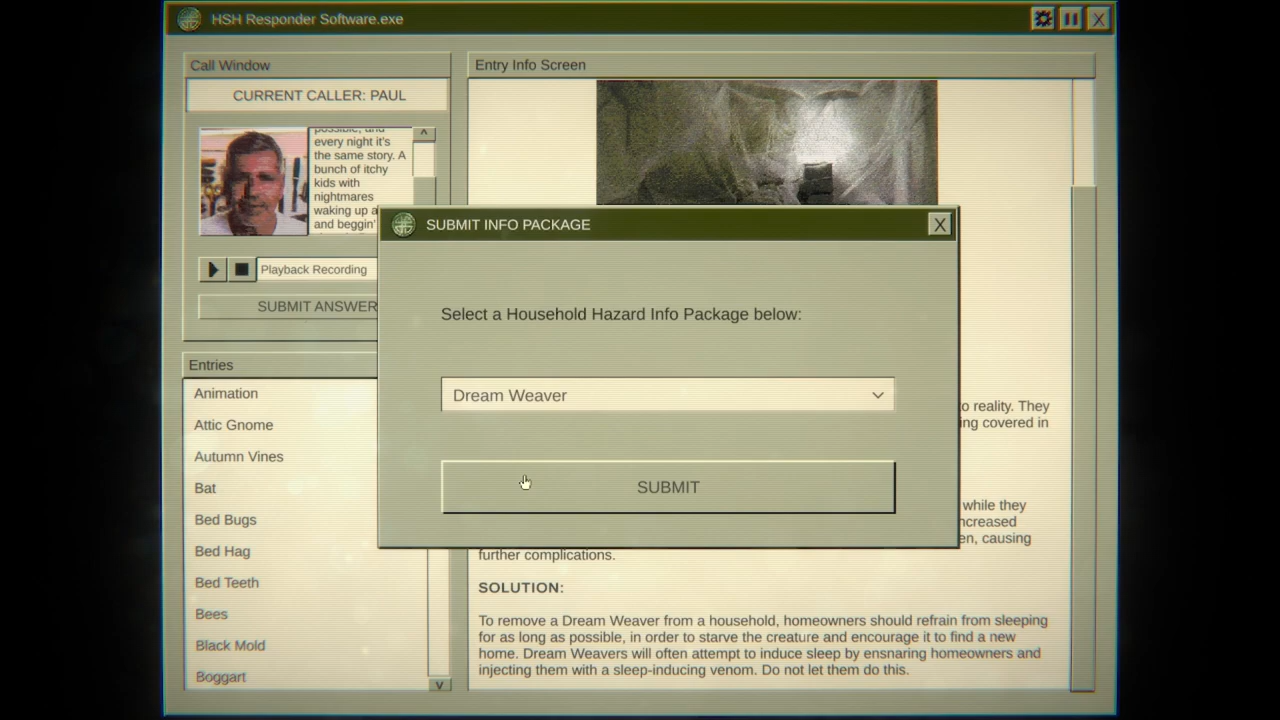 HSH Responder Software.exe
X
Call Window
Entry Info Screen
CURRENT CALLER: PAUL
possible, and
every night it's
the same story. A
bunch of itchy
kids with
nightmares
waking up a
and beggin'
SUBMIT INFO PACKAGE
X
Playback Recording
SUBMIT ANSWER
Select a Household Hazard Info Package below:
Dream Weaver
SUBMIT
Entries
Animation
Attic Gnome
Autumn Vines
Bat
Bed Bugs
Bed Hag
Bed Teeth
Bees
Black Mold
Boggart
o reality. They
ing covered in
while they
ncreased
en, causing
further complications.
SOLUTION:
To remove a Dream Weaver from a household, homeowners should refrain from sleeping
for as long as possible, in order to starve the creature and encourage it to find a new
home. Dream Weavers will often attempt to induce sleep by ensnaring homeowners and
injecting them with a sleep-inducing venom. Do not let them do this.